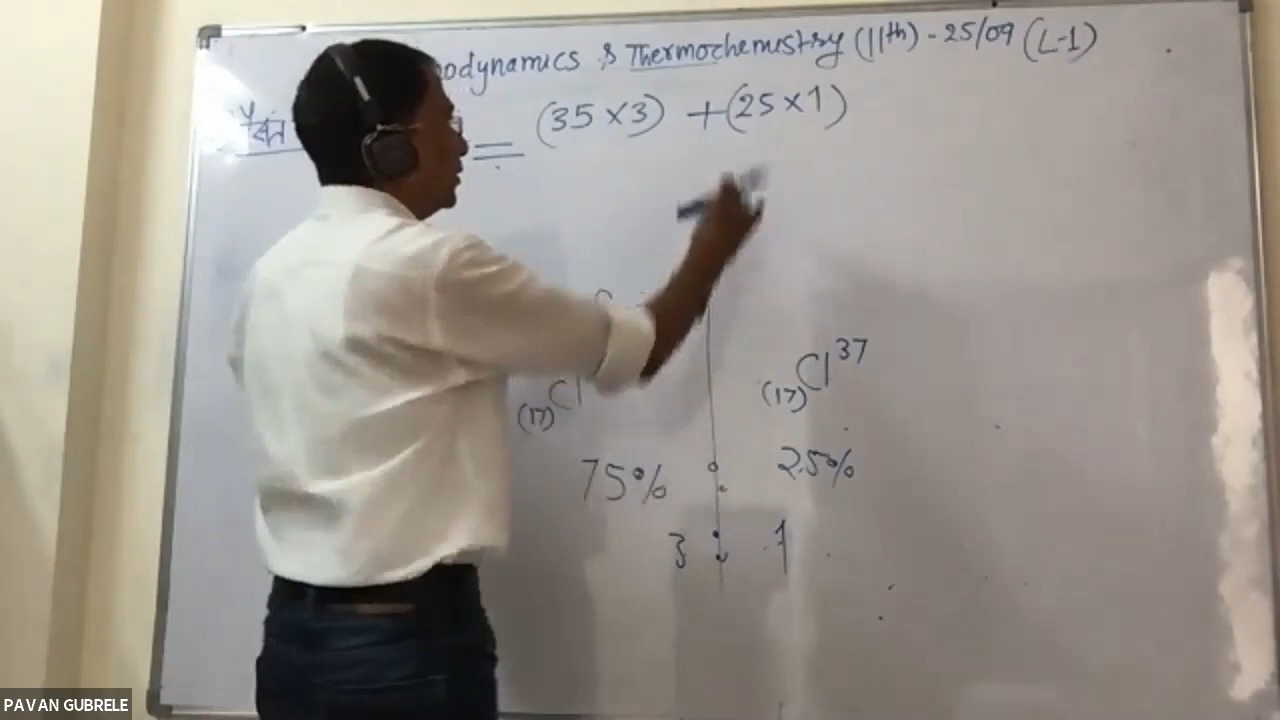 odynamics & Thermochemistry (11th) - 25/09 (L-1)
= (35 × 3) + (25 × 1)
(17)Cl (17)Cl37
75% : 25%
3 : 1
PAVAN GUBRELE